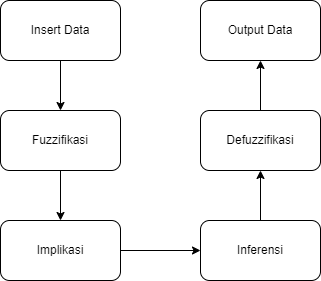 Insert Data
Fuzzifikasi
Implikasi
Inferensi
Defuzzifikasi
Output Data